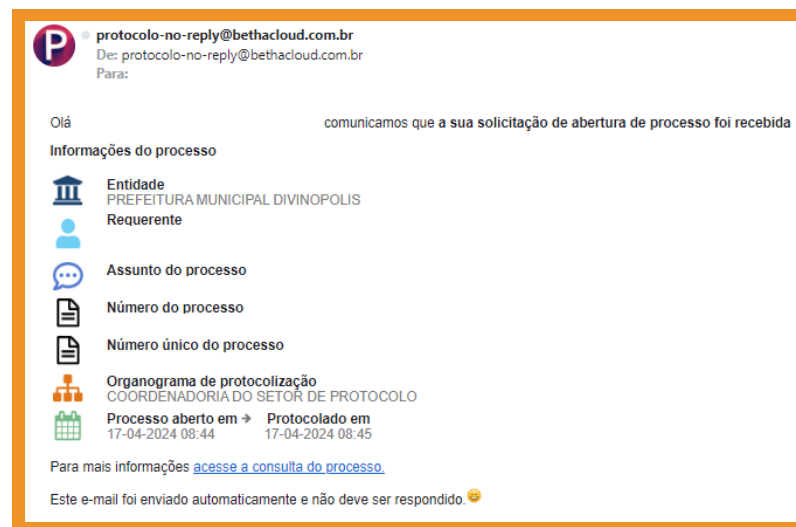 P
protocolo-no-reply@bethacloud.com.br
De: protocolo-no-reply@bethacloud.com.br
Para:
Olá comunicamos que a sua solicitação de abertura de processo foi recebida
Informações do processo
Entidade
PREFEITURA MUNICIPAL DIVINOPOLIS
Requerente
Assunto do processo
Número do processo
Número único do processo
Organograma de protocolização
COORDENADORIA DO SETOR DE PROTOCOLO
Processo aberto em → Protocolado em
17-04-2024 08:44 17-04-2024 08:45
Para mais informações acesse a consulta do processo.
Este e-mail foi enviado automaticamente e não deve ser respondido.😄